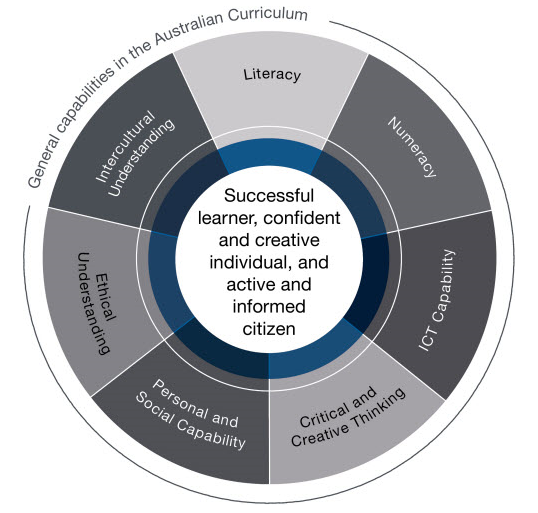 General capabilities in the Australian Curriculum
Literacy
Numeracy
ICT Capability
Critical and
Creative Thinking
Personal and
Social Capability
Ethical
Understanding
Intercultural
Understanding
Successful
learner, confident
and creative
individual, and
active and
informed
citizen